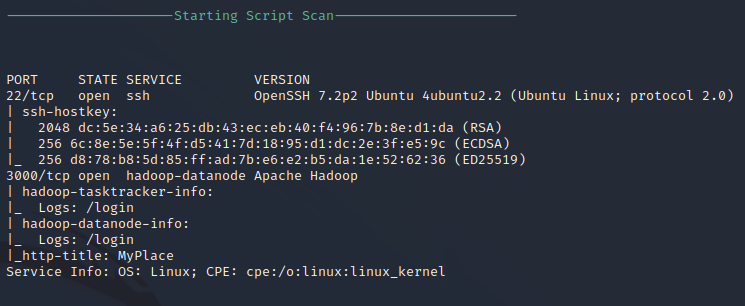 ---------------------Starting Script Scan-----------------------
PORT     STATE SERVICE         VERSION
22/tcp   open  ssh             OpenSSH 7.2p2 Ubuntu 4ubuntu2.2 (Ubuntu Linux; protocol 2.0)
| ssh-hostkey:
|   2048 dc:5e:34:a6:25:db:43:ec:eb:40:f4:96:7b:8e:d1:da (RSA)
|   256 6c:8e:5e:5f:4f:d5:41:7d:18:95:d1:dc:2e:3f:e5:9c (ECDSA)
|_  256 d8:78:b8:5d:85:ff:ad:7b:e6:e2:b5:da:1e:52:62:36 (ED25519)
3000/tcp open  hadoop-datanode Apache Hadoop
| hadoop-tasktracker-info:
|_  Logs: /login
| hadoop-datanode-info:
|_  Logs: /login
|_http-title: MyPlace
Service Info: OS: Linux; CPE: cpe:/o:linux:linux_kernel